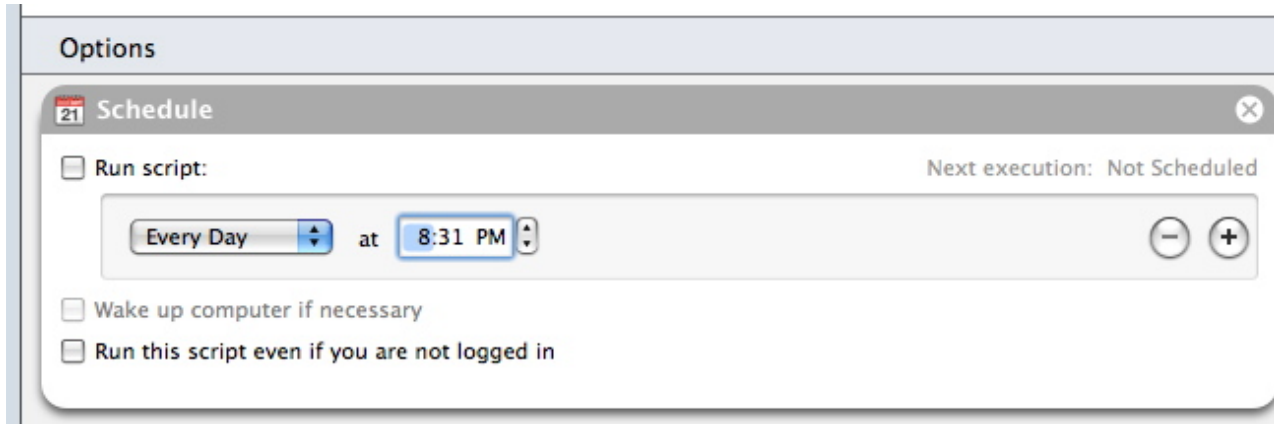 Options
21 Schedule
Run script: Next execution: Not Scheduled
Every Day at 8:31 PM
Wake up computer if necessary
Run this script even if you are not logged in